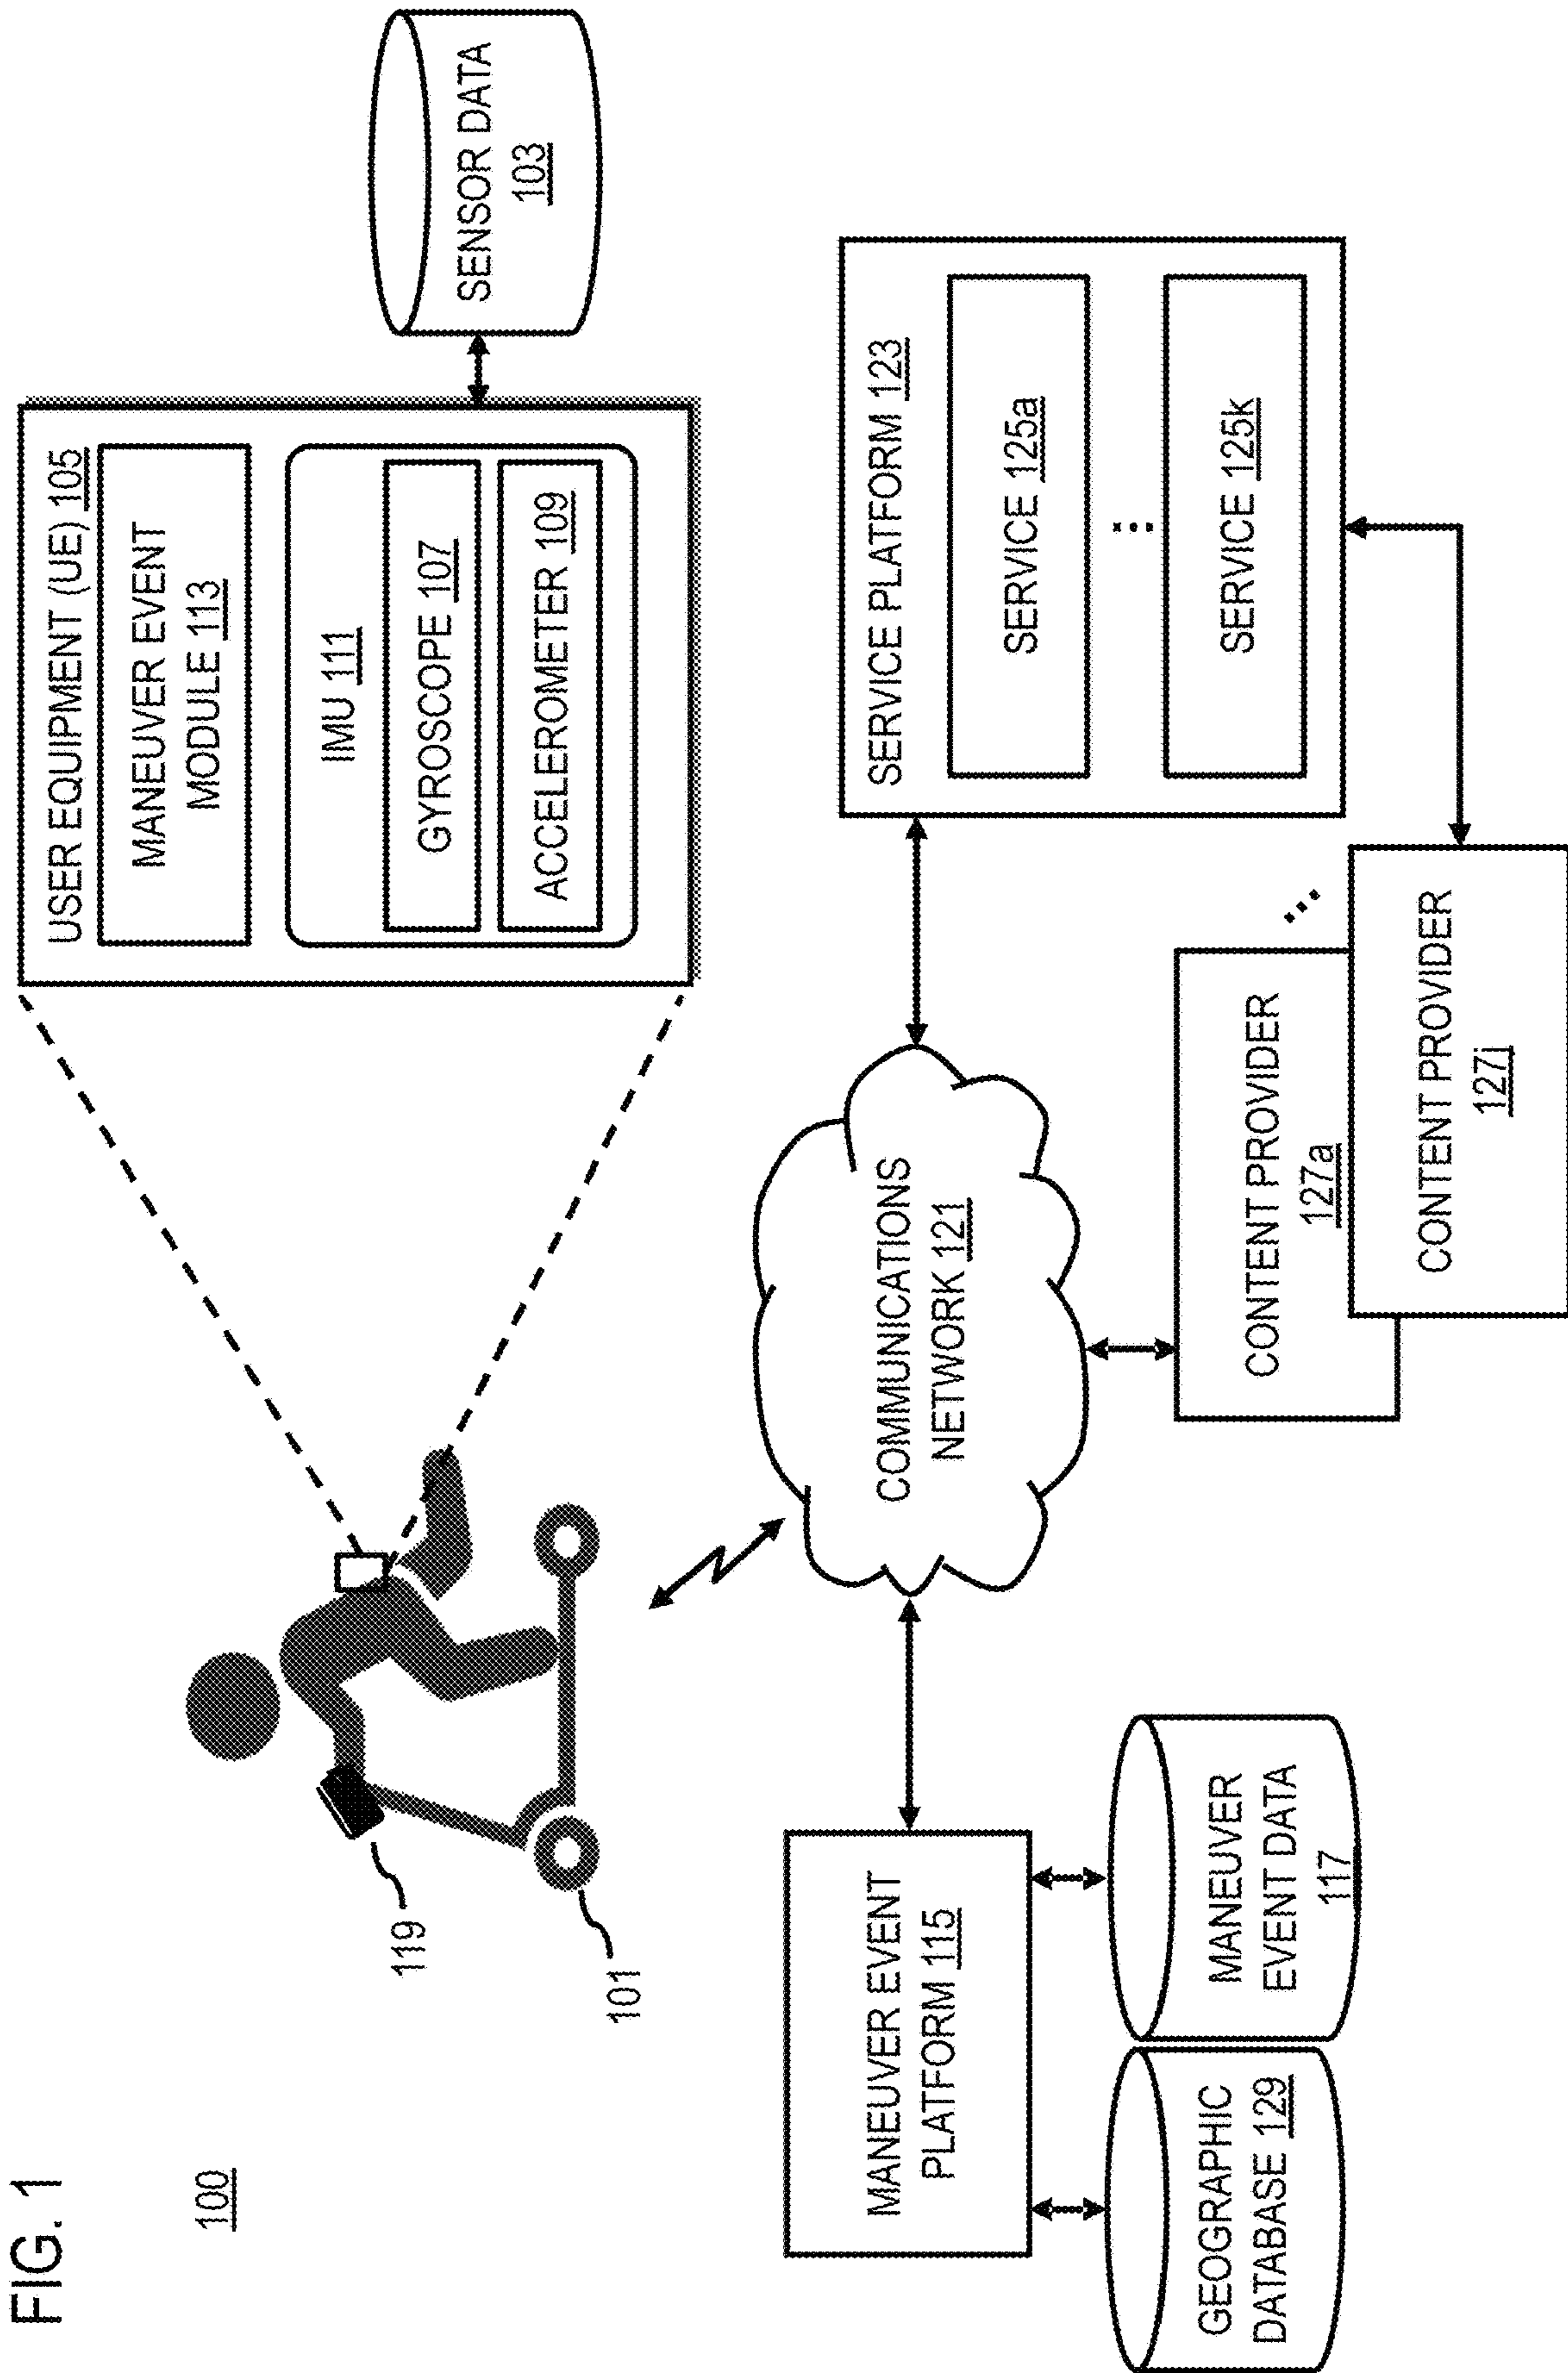 FIG. 1
100
119
101
USER EQUIPMENT (UE) 105
MANEUVER EVENT
MODULE 113
IMU 111
GYROSCOPE 107
ACCELEROMETER 109
SENSOR DATA
103
MANEUVER EVENT
PLATFORM 115
GEOGRAPHIC
DATABASE 129
MANEUVER
EVENT DATA
117
COMMUNICATIONS
NETWORK 121
SERVICE PLATFORM 123
SERVICE 125a
...
SERVICE 125k
CONTENT PROVIDER
127a
...
CONTENT PROVIDER
127j